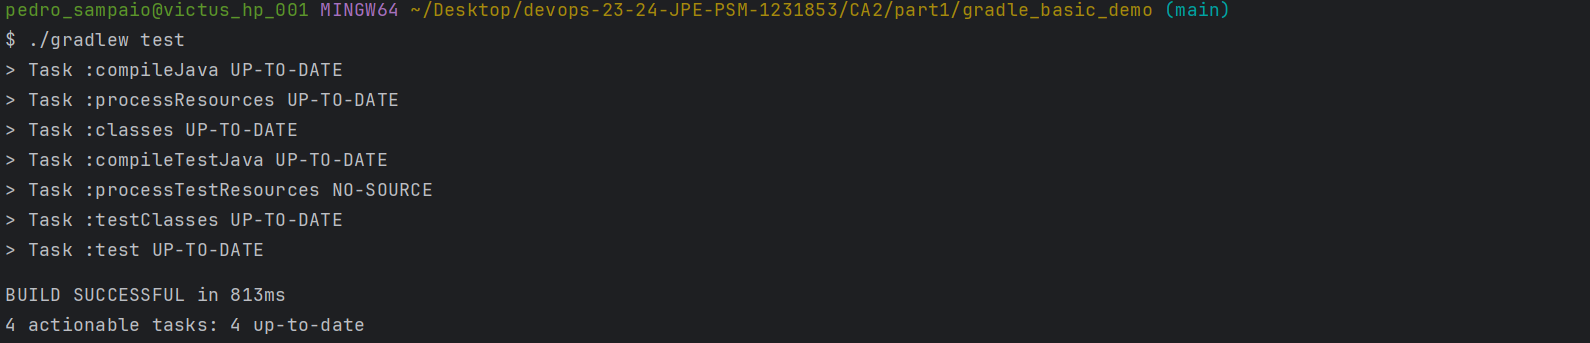 pedro_sampaio@victus_hp_001 MINGW64 ~/Desktop/devops-23-24-JPE-PSM-1231853/CA2/part1/gradle_basic_demo (main)
$ ./gradlew test
> Task :compileJava UP-TO-DATE
> Task :processResources UP-TO-DATE
> Task :classes UP-TO-DATE
> Task :compileTestJava UP-TO-DATE
> Task :processTestResources NO-SOURCE
> Task :testClasses UP-TO-DATE
> Task :test UP-TO-DATE
BUILD SUCCESSFUL in 813ms
4 actionable tasks: 4 up-to-date